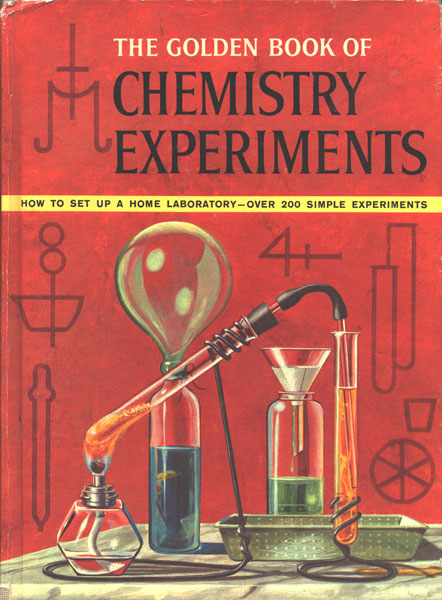 THE GOLDEN BOOK OF
CHEMISTRY
EXPERIMENTS
HOW TO SET UP A HOME LABORATORY—OVER 200 SIMPLE EXPERIMENTS